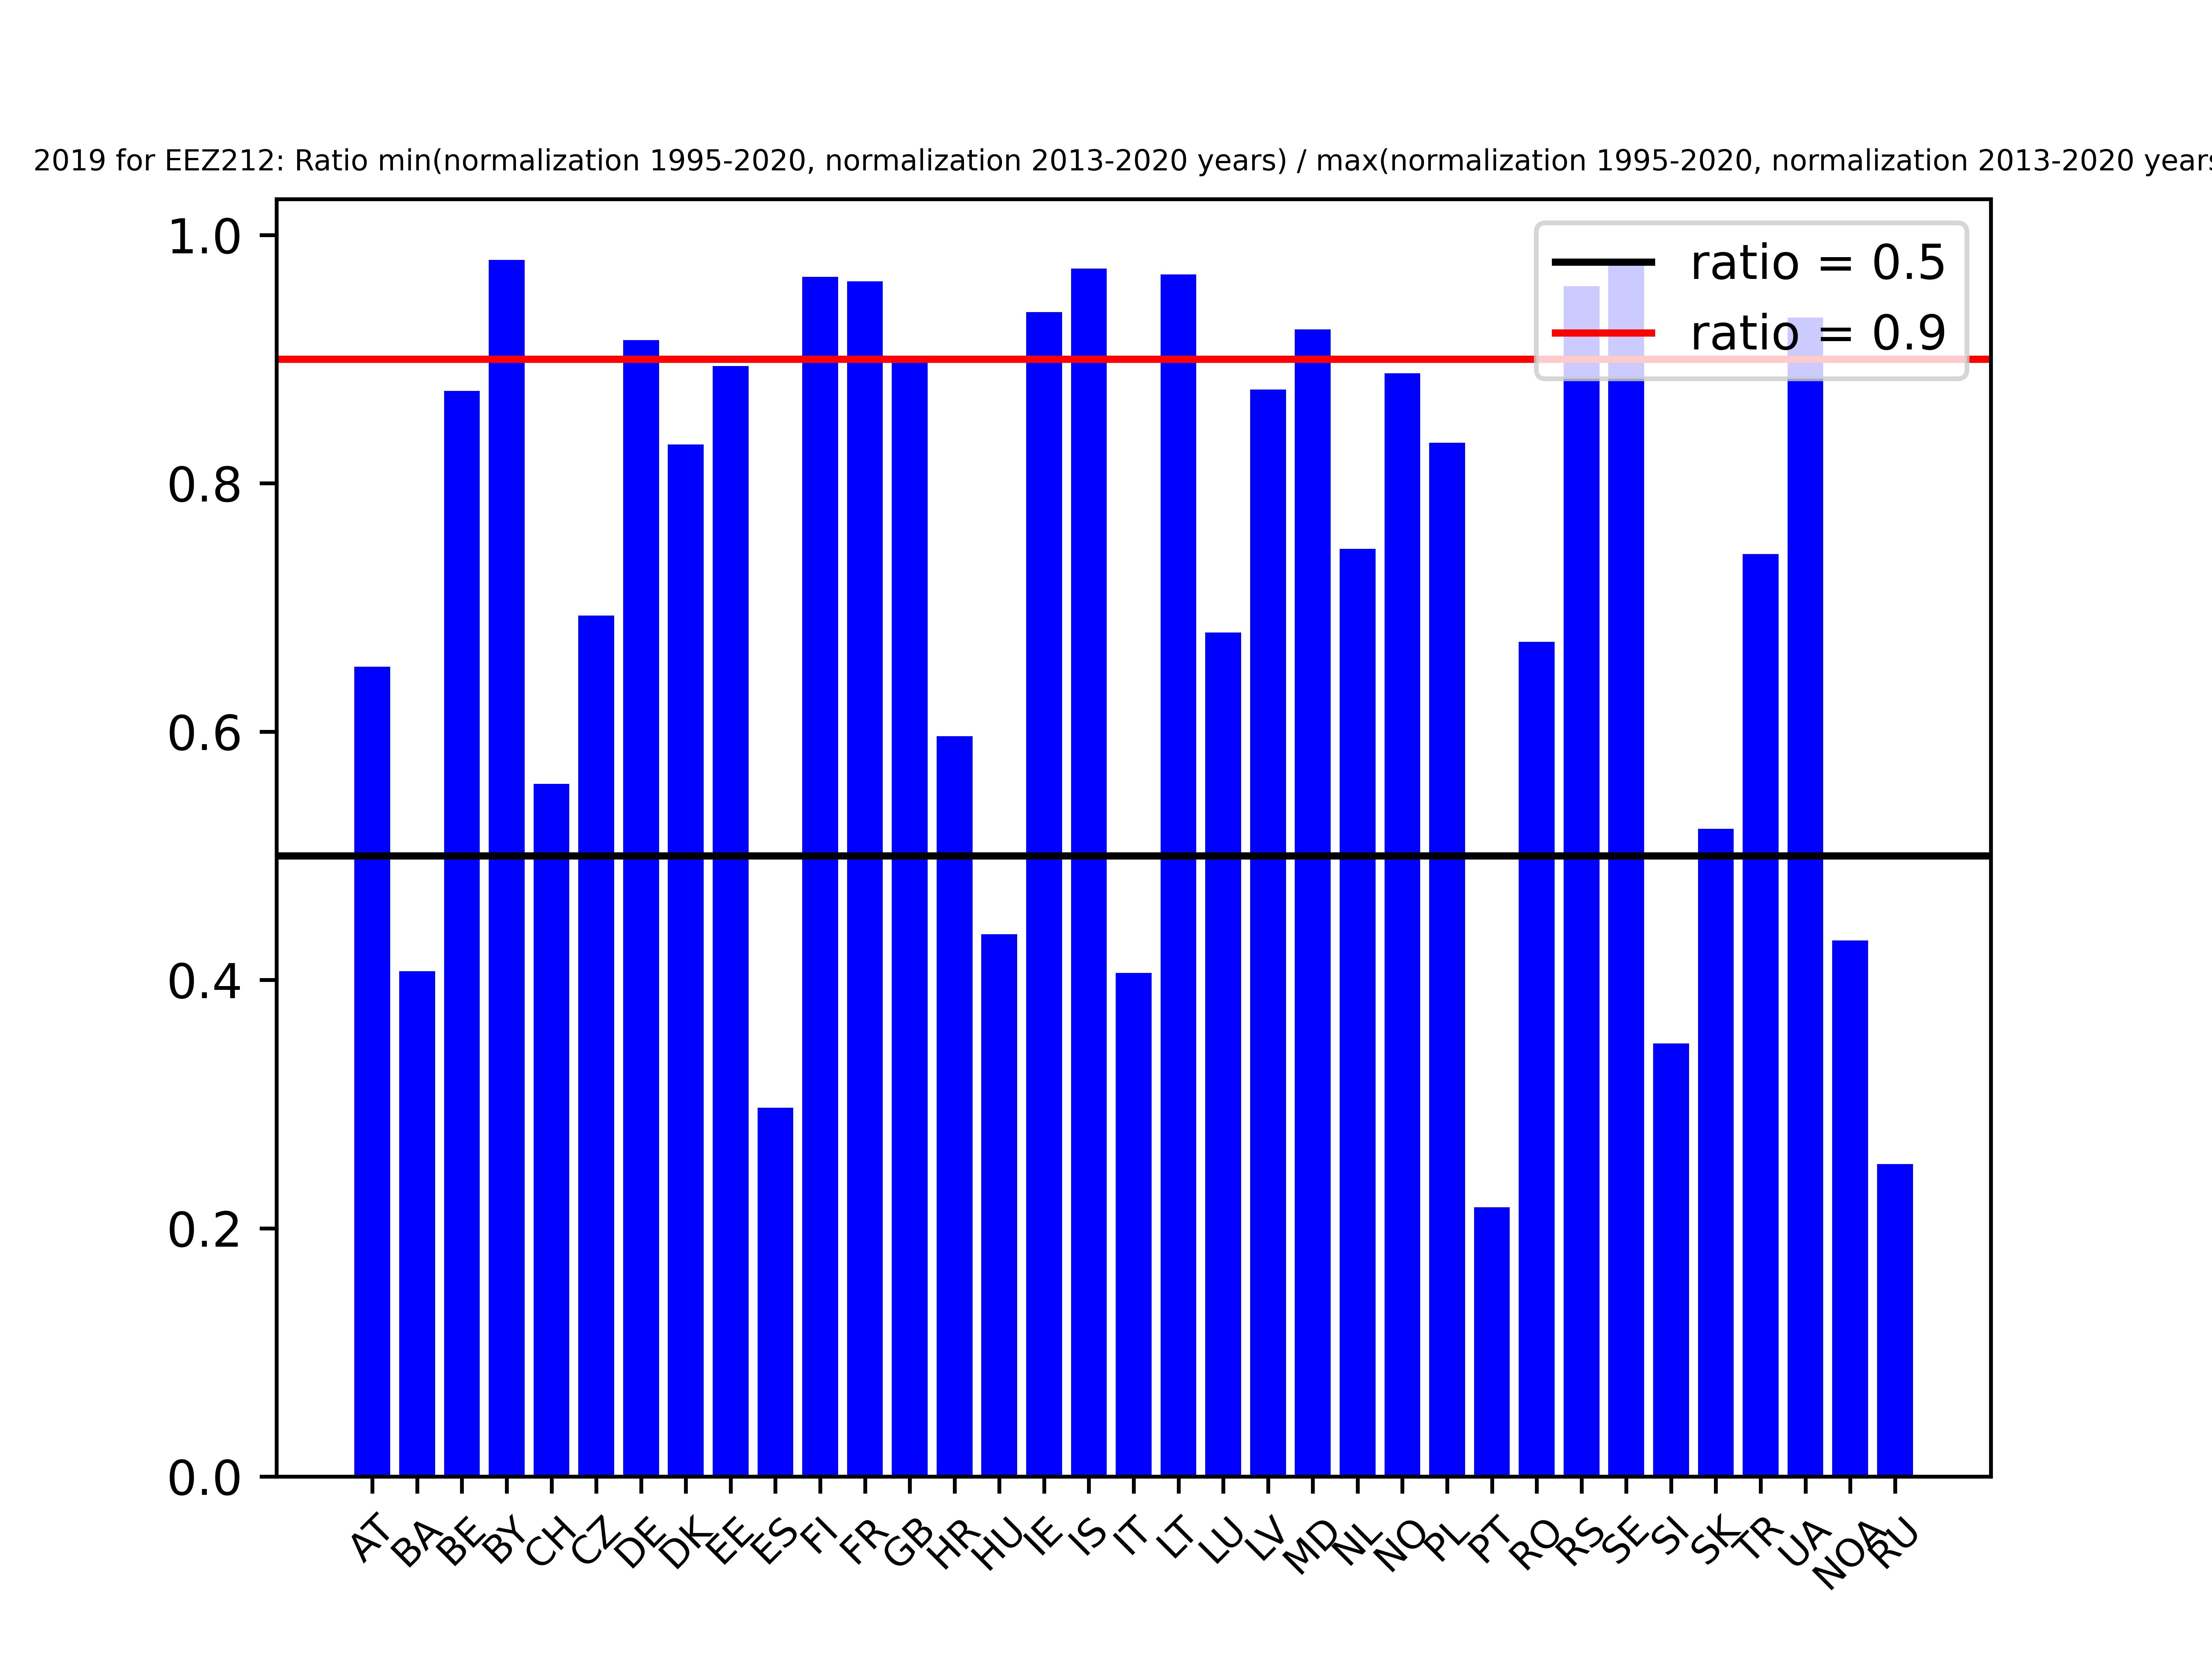 2019 for EEZ212: Ratio min(normalization 1995-2020, normalization 2013-2020 years) / max(normalization 1995-2020, normalization 2013-2020 years
1.0
0.8
0.6
0.4
0.2
0.0
ratio = 0.5
ratio = 0.9
AT BA BE BY CH CZ DE DK EE ES FI FR GB HR HU IE IS IT LT LU LV MD NL NO PL PT RO RS SE SI SK TR UA NOA RU